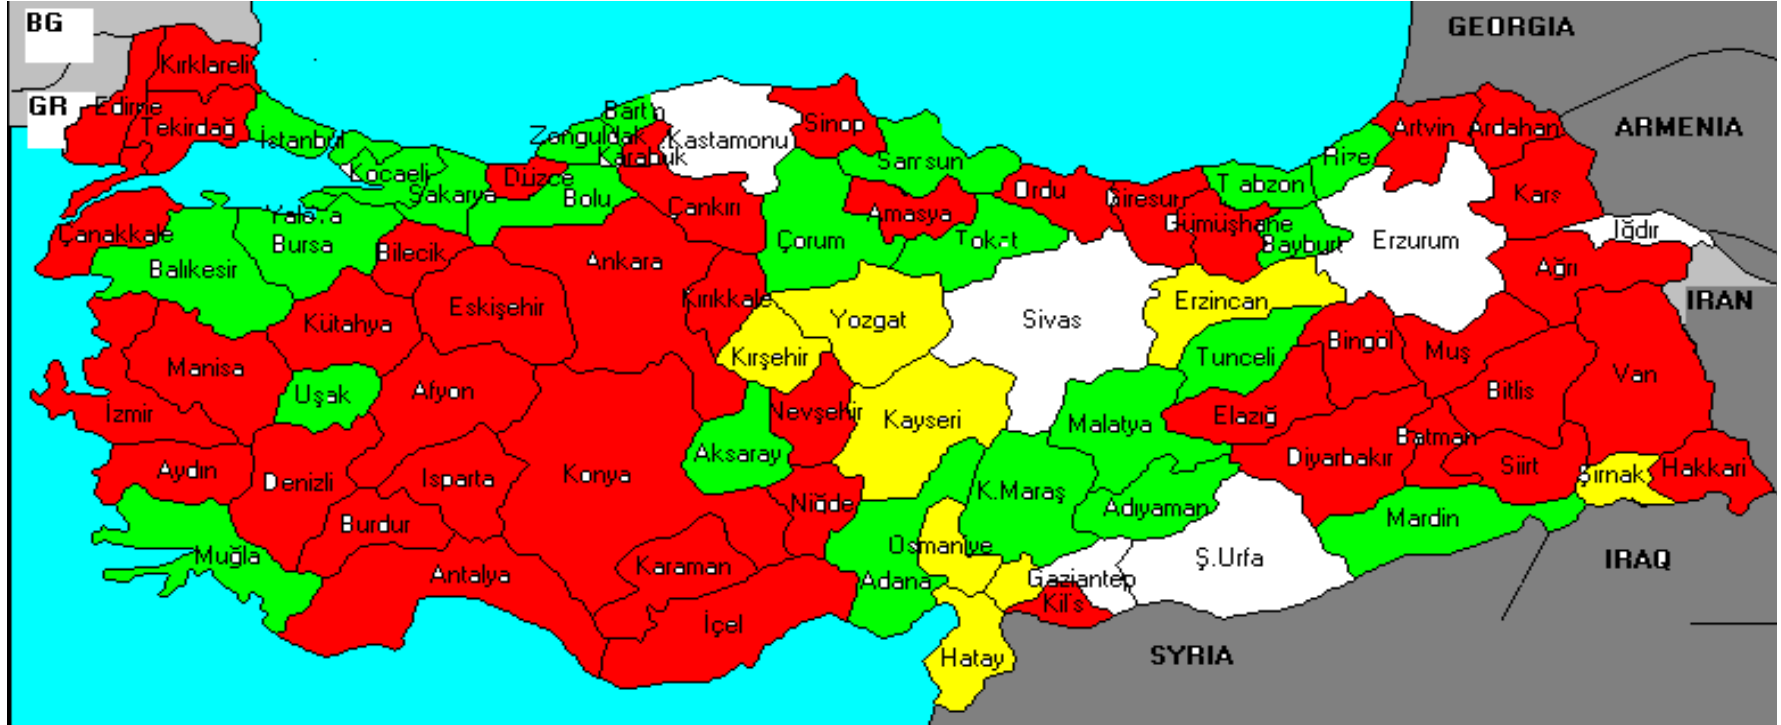 BG
GEORGIA
Kırklareli
GR
Edirne
Tekirdağ
İstanbul
Kocaeli
Yalova
Sakarya
Düzce
Bolu
Zonguldak
Bartın
Karabük
Kastamonu
Sinop
Samsun
Çankırı
Çorum
Amasya
Tokat
Ordu
Giresun
Gümüşhane
Trabzon
Rize
Bayburt
Artvin
Ardahan
ARMENIA
Kars
Iğdır
Erzurum
Ağrı
IRAN
Çanakkale
Balıkesir
Bursa
Bilecik
Eskişehir
Ankara
Kırıkkale
Kütahya
Yozgat
Kırşehir
Sivas
Erzincan
Tunceli
Bingöl
Muş
Bitlis
Van
Manisa
İzmir
Uşak
Afyon
Nevşehir
Kayseri
Malatya
Elazığ
Aydın
Denizli
Isparta
Konya
Aksaray
Niğde
K.Maraş
Adıyaman
Diyarbakır
Batman
Siirt
Şırnak
Hakkari
Burdur
Muğla
Antalya
Karaman
İçel
Adana
Osmaniye
Gaziantep
Kilis
Ş.Urfa
Mardin
IRAQ
Hatay
SYRIA